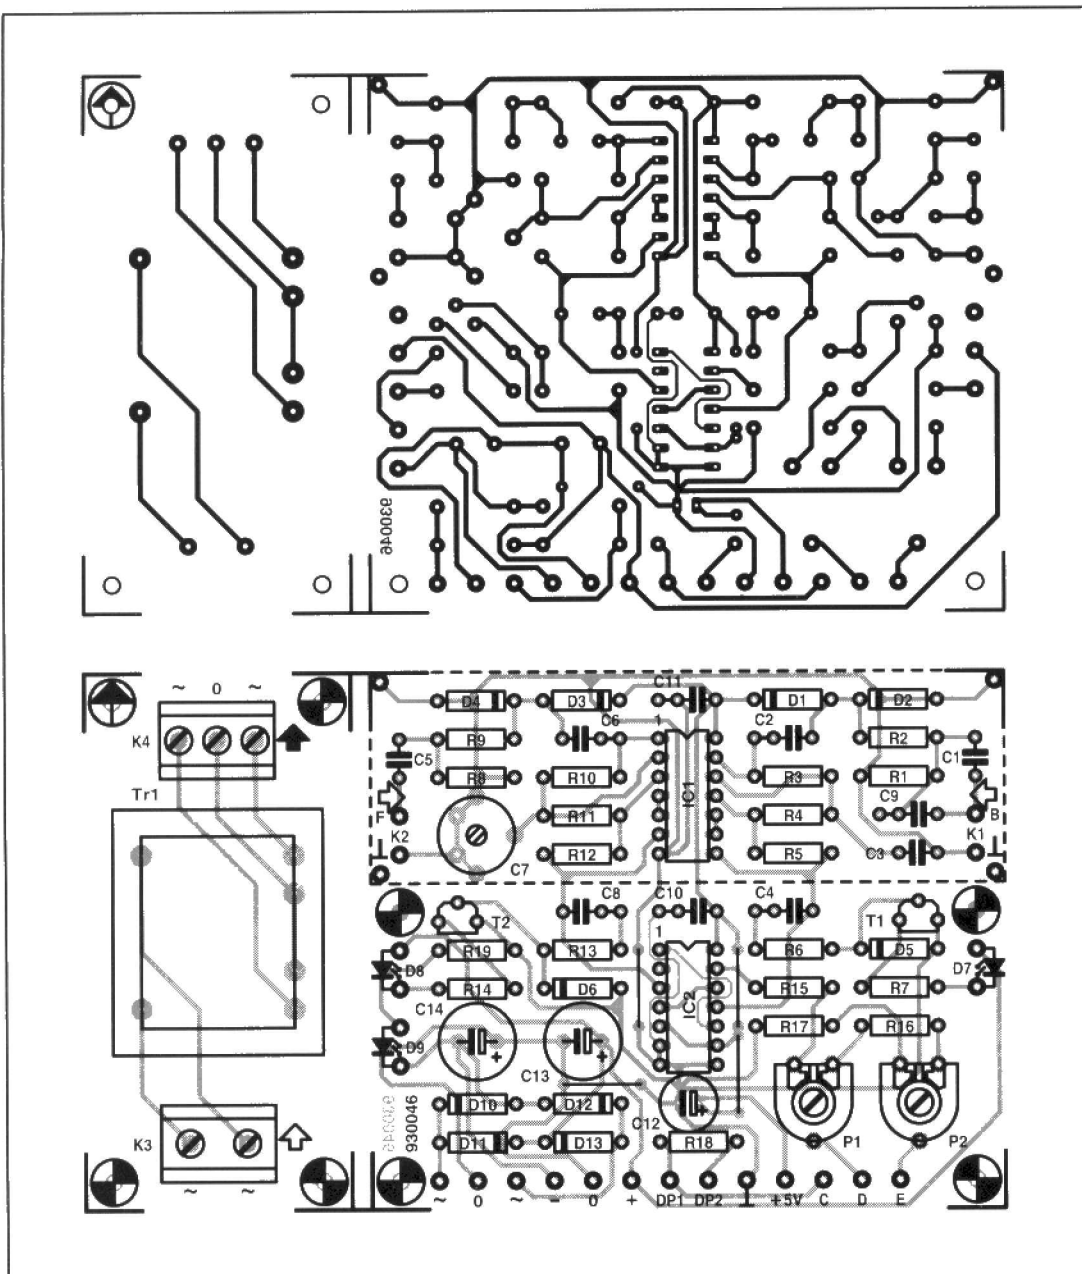 930046
~ 0 ~
K4
Tr1
K3
~ ~
C11
D4
D3
D1
D2
C6
1
C2
R9
R2
C5
C1
R8
R10
R3
R1
IC1
C9
F
R11
R4
B
K2
K1
R12
R5
C3
C7
C8
C10
C4
T2
1
T1
R19
R13
R6
D5
D8
D7
R14
D6
R15
R7
C14
IC2
R17
R16
D9
C13
+
+
D10
D12
C12
+
930046
930046
D11
D13
R18
P1
P2
~ 0 ~ − 0 + DP1 DP2 ⊥ +5V C D E